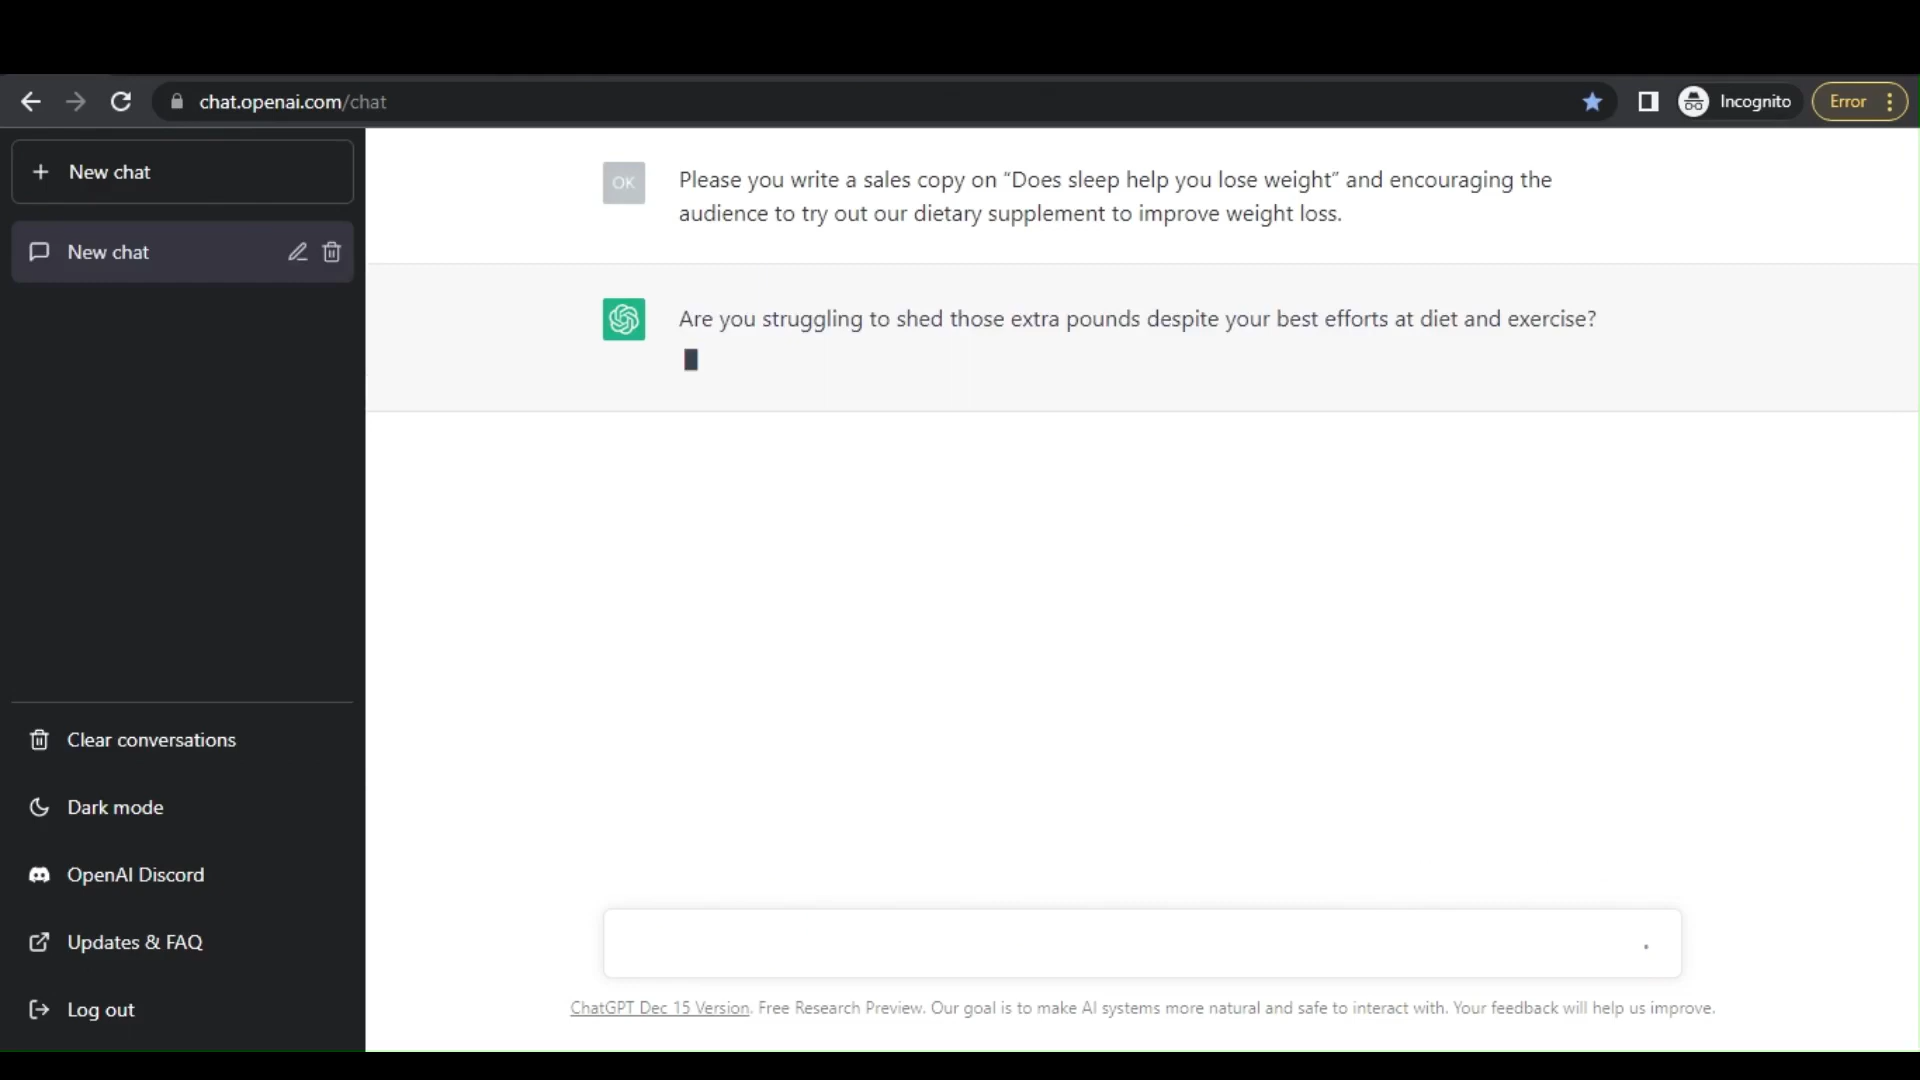 chat.openai.com/chat
Incognito
Error
New chat
New chat
OK
Please you write a sales copy on “Does sleep help you lose weight” and encouraging the
audience to try out our dietary supplement to improve weight loss.
Are you struggling to shed those extra pounds despite your best efforts at diet and exercise?
Clear conversations
Dark mode
OpenAI Discord
Updates & FAQ
Log out
ChatGPT Dec 15 Version. Free Research Preview. Our goal is to make AI systems more natural and safe to interact with. Your feedback will help us improve.